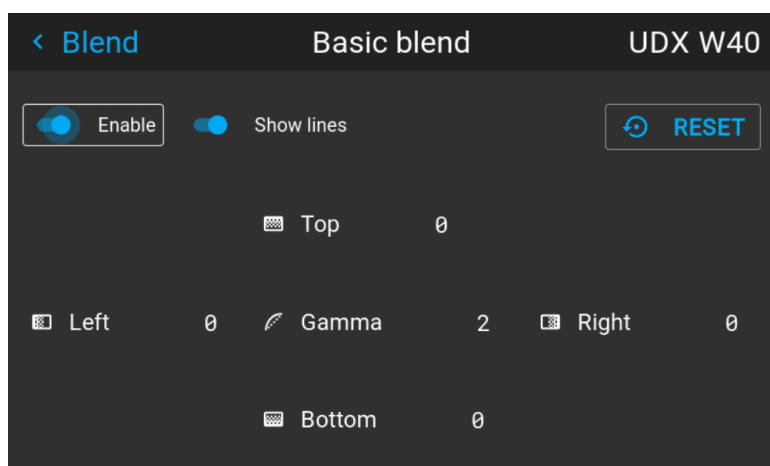 Blend Basic blend UDX W40
Enable Show lines RESET
Top 0
Left 0 Gamma 2 Right 0
Bottom 0